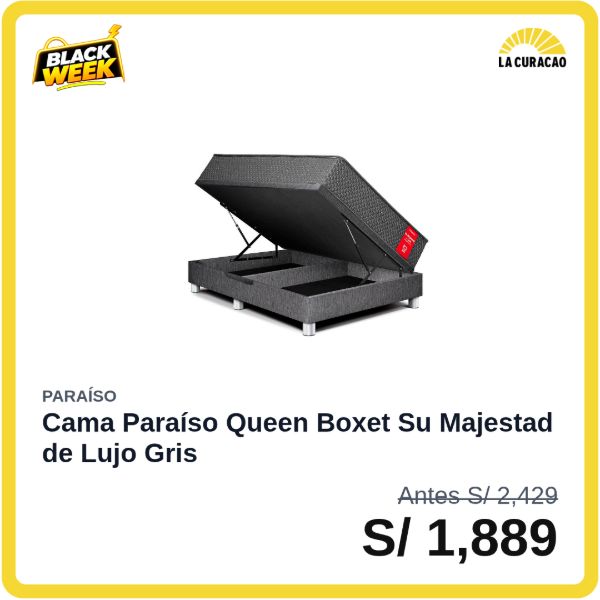 BLACK
WEEK
LA CURACAO
PARAÍSO
Cama Paraíso Queen Boxet Su Majestad
de Lujo Gris
Antes S/ 2,429
S/ 1,889